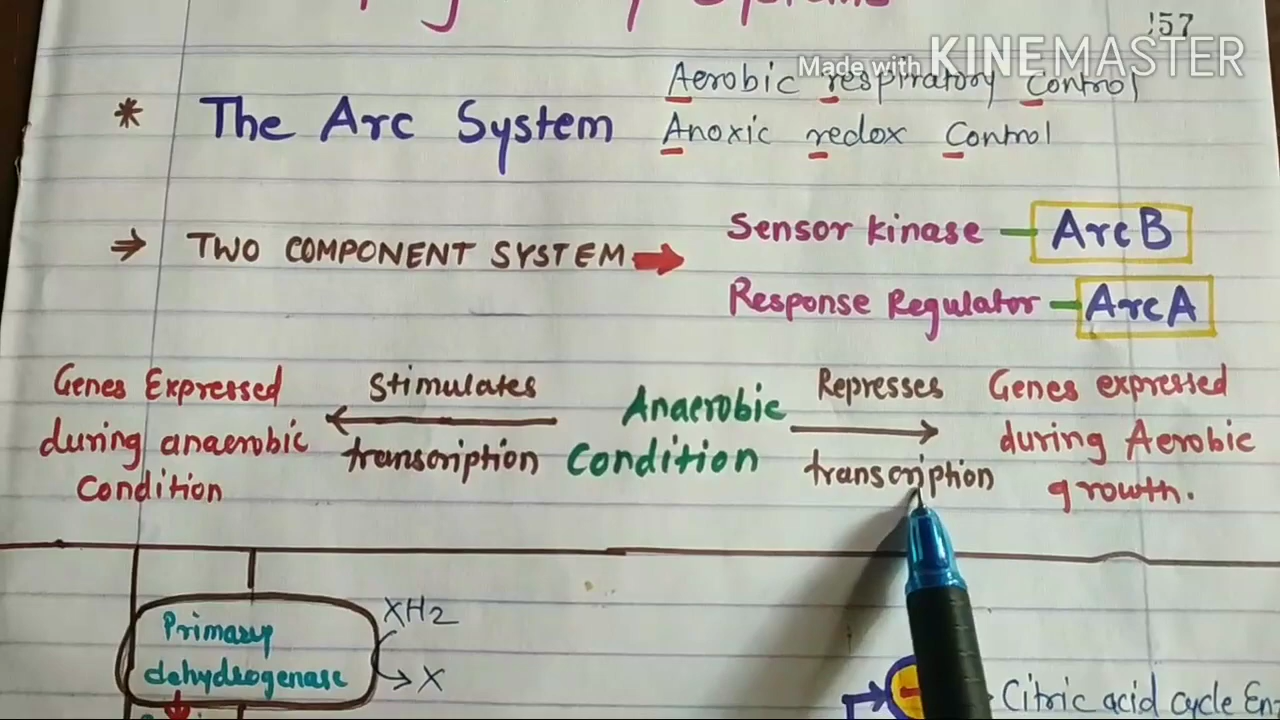 Systems
157
Made with KINEMASTER
* The Arc System
Aerobic respiratory Control
Anoxic redox Control
⇒ TWO COMPONENT SYSTEM
Sensor kinase - ArcB
Response Regulator - ArcA
Genes Expressed during anaerobic Condition
Stimulates transcription
Anaerobic Condition
Represses transcription
Genes expressed during Aerobic growth.
Primary dehydrogenase
XH2
X
Citric acid cycle En